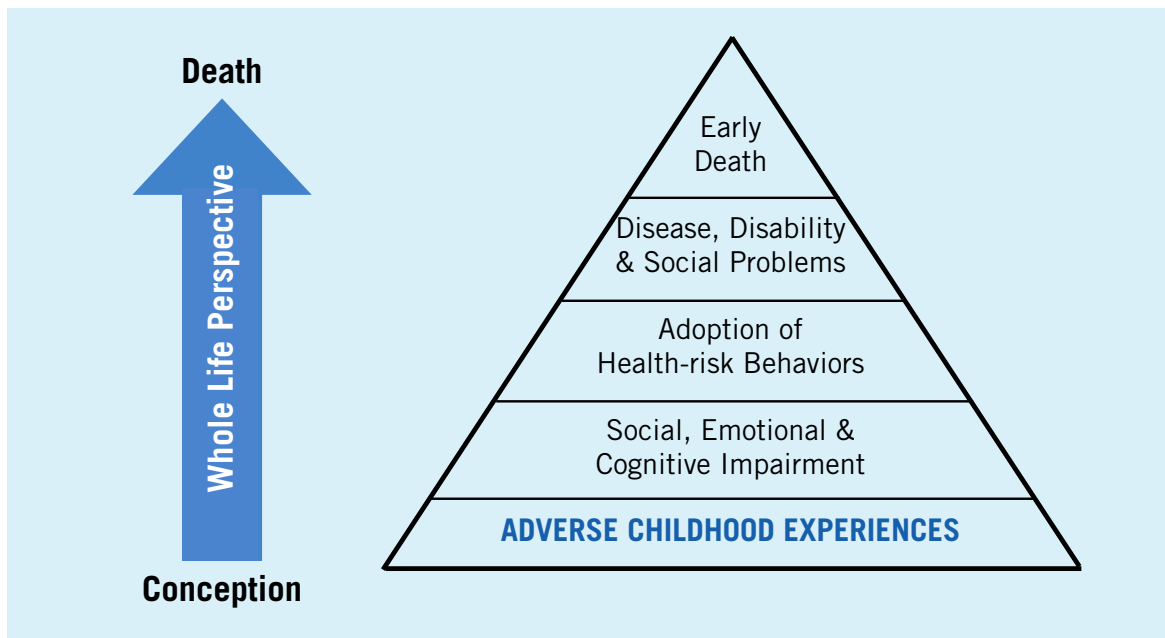 Death
Whole Life Perspective
Conception
Early
Death
Disease, Disability
& Social Problems
Adoption of
Health-risk Behaviors
Social, Emotional &
Cognitive Impairment
ADVERSE CHILDHOOD EXPERIENCES